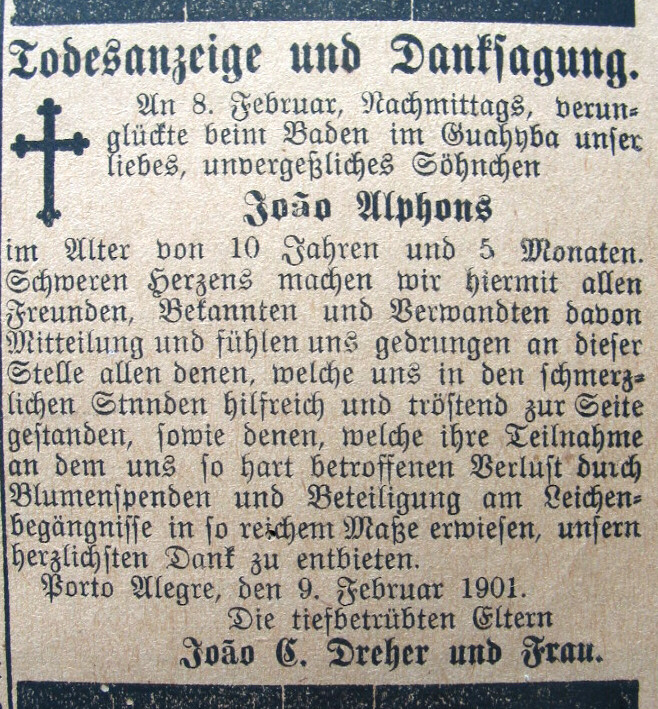 Todesanzeige und Danksagung.
An 8. Februar, Nachmittags, verun-
glückte beim Baden im Guahyba unser
liebes, unvergeßliches Söhnchen
João Alphons
im Alter von 10 Jahren und 5 Monaten.
Schweren Herzens machen wir hiermit allen
Freunden, Bekannten und Verwandten davon
Mitteilung und fühlen uns gedrungen an dieser
Stelle allen denen, welche uns in den schmerz-
lichen Stnnden hilfreich und tröstend zur Seite
gestanden, sowie denen, welche ihre Teilnahme
an dem uns so hart betroffenen Verlust durch
Blumenspenden und Beteiligung am Leichen-
begängnisse in so reichem Maße erwiesen, unsern
herzlichsten Dank zu entbieten.
Porto Alegre, den 9. Februar 1901.
Die tiefbetrübten Eltern
João C. Dreher und Frau.